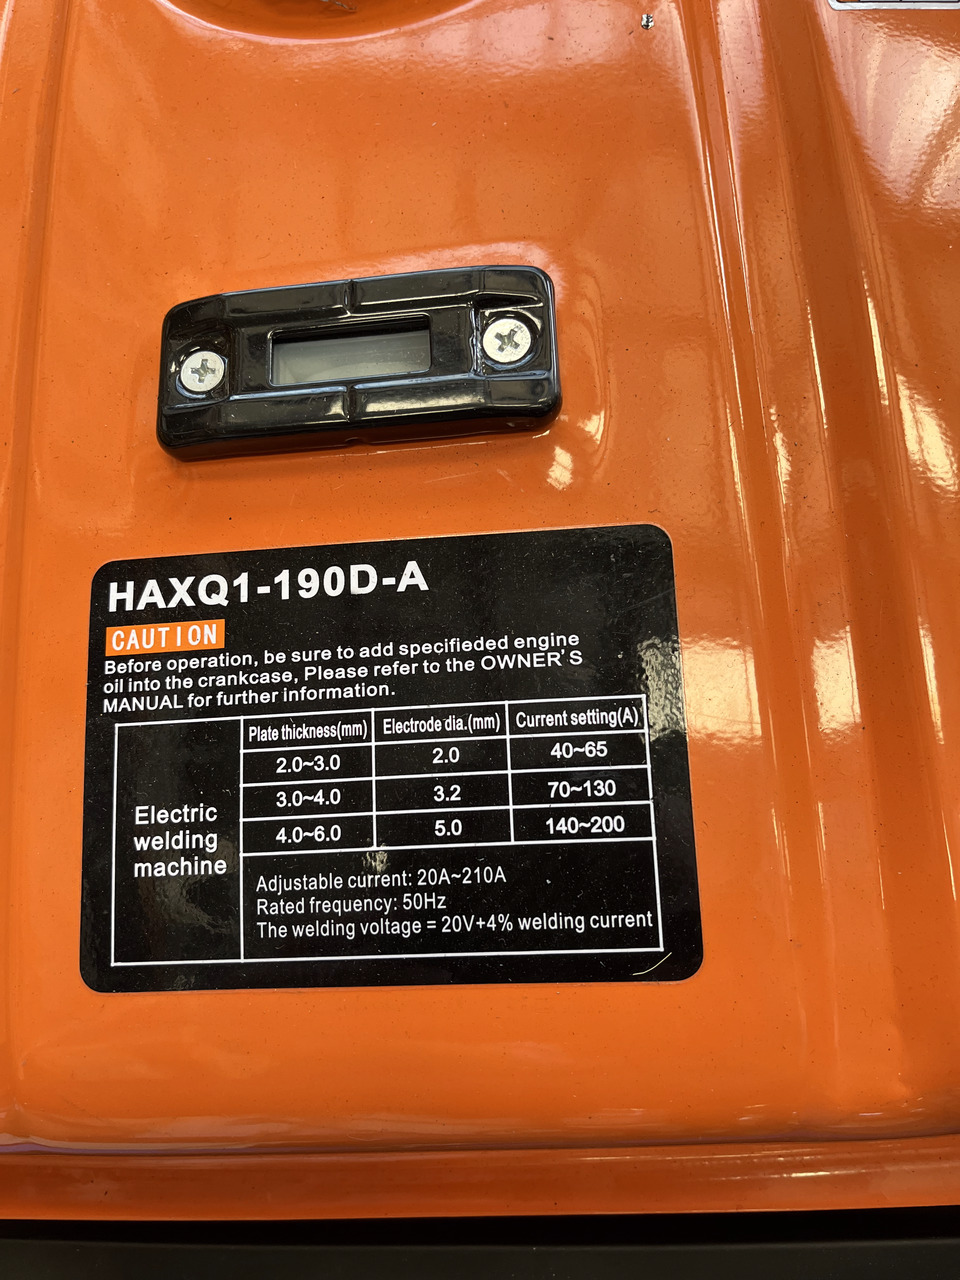 HAXQ1-190D-A
CAUTION
Before operation, be sure to add specifieded engine
oil into the crankcase, Please refer to the OWNER'S
MANUAL for further information.
Plate thickness(mm) Electrode dia.(mm) Current setting(A)
2.0~3.0 2.0 40~65
3.0~4.0 3.2 70~130
4.0~6.0 5.0 140~200
Electric
welding
machine
Adjustable current: 20A~210A
Rated frequency: 50Hz
The welding voltage = 20V+4% welding current